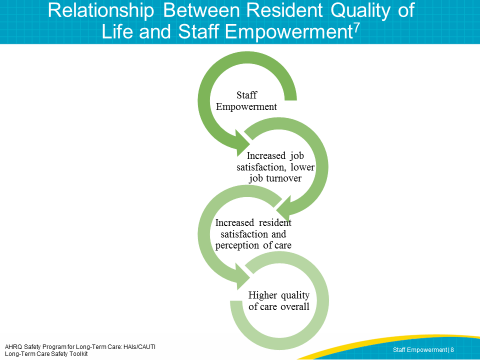 Relationship Between Resident Quality of
Life and Staff Empowerment7
Staff
Empowerment
Increased job
satisfaction, lower
job turnover
Increased resident
satisfaction and
perception of care
Higher quality
of care overall
AHRQ Safety Program for Long-Term Care: HAIs/CAUTI
Long-Term Care Safety Toolkit
Staff Empowerment| 8